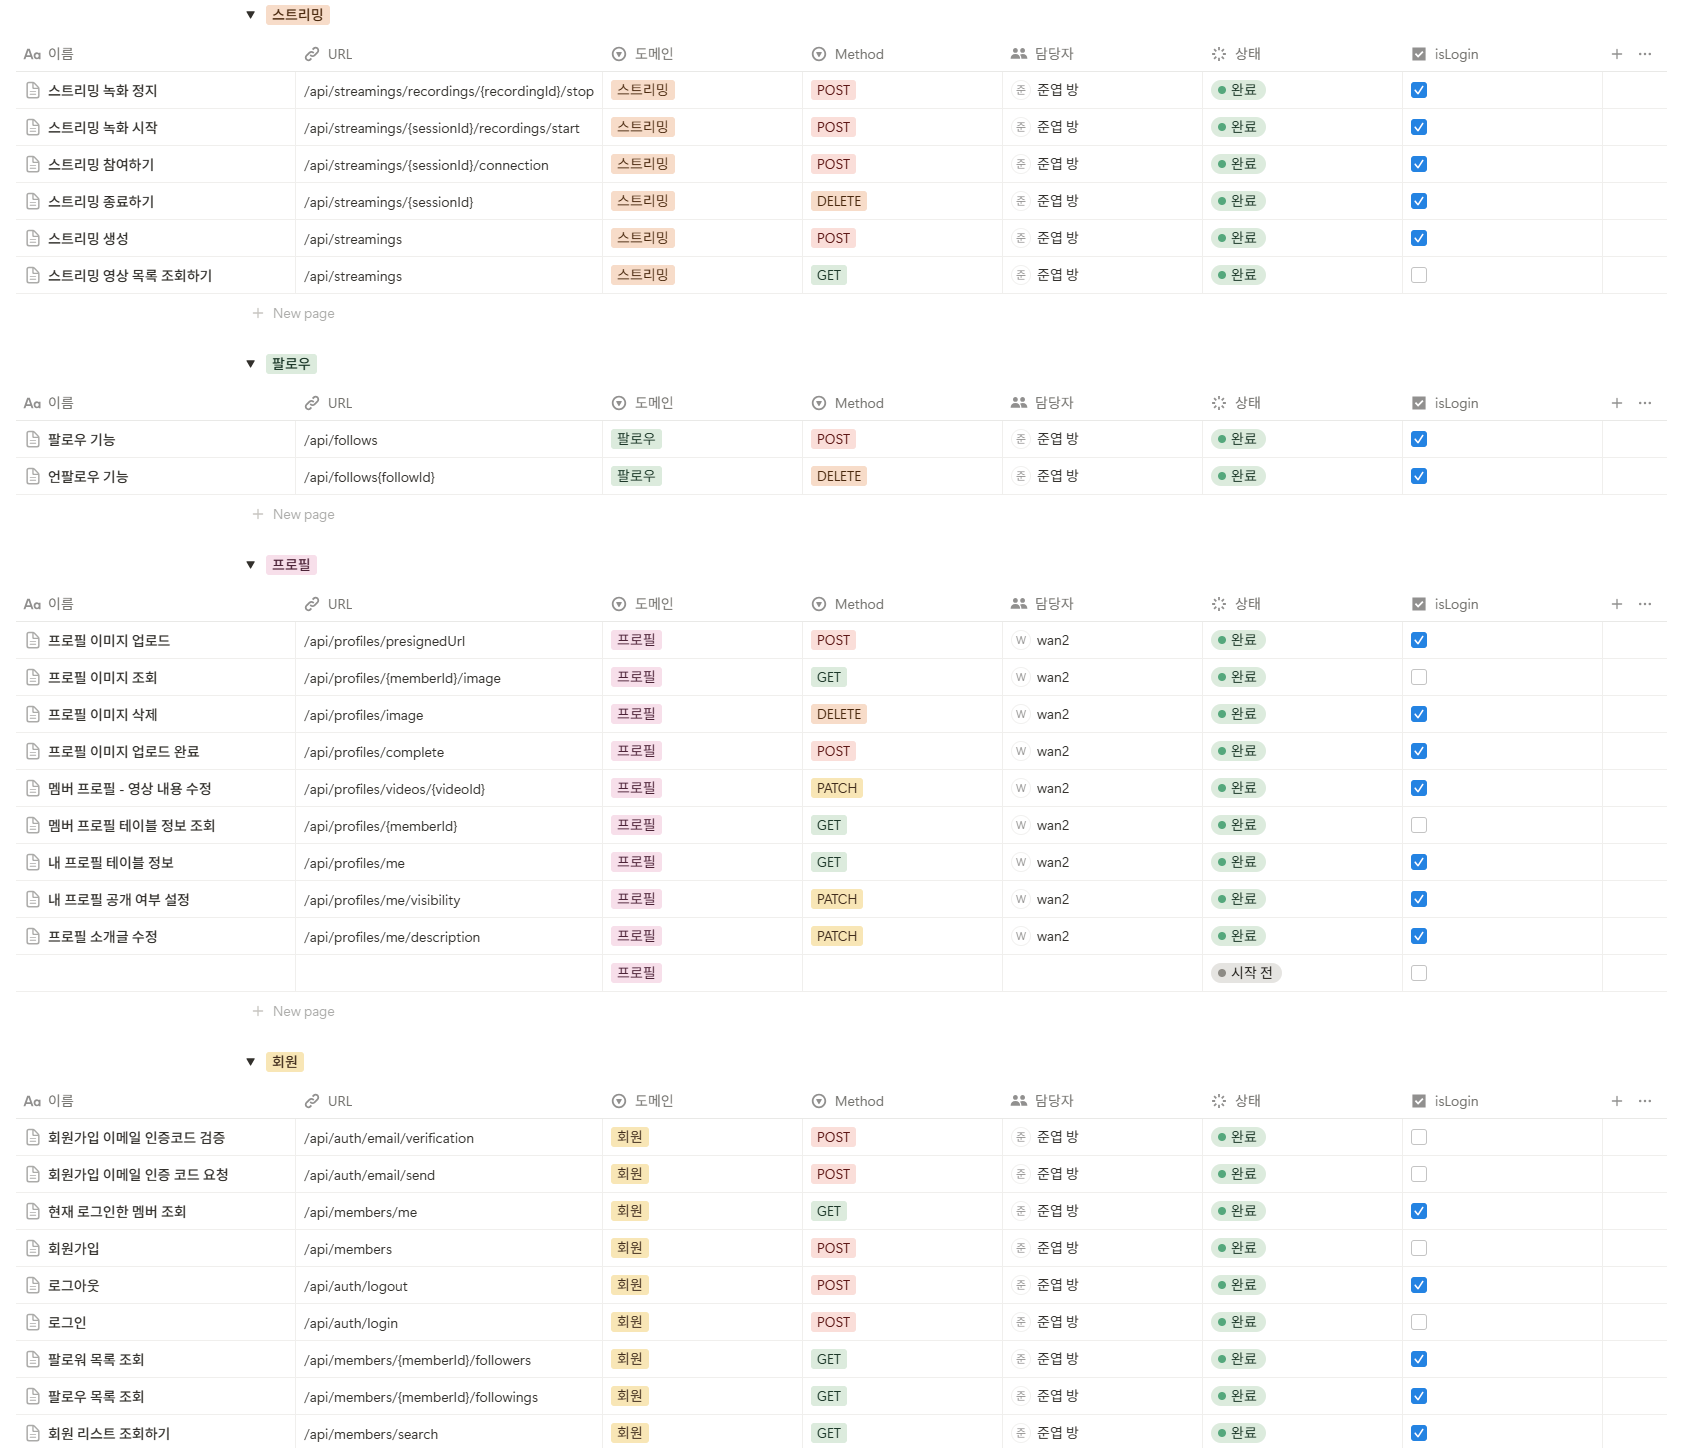 스트리밍
Aa 이름 URL 도메인 Method 담당자 상태 isLogin
스트리밍 녹화 정지 /api/streamings/recordings/{recordingId}/stop 스트리밍 POST 준 준엽 방 완료
스트리밍 녹화 시작 /api/streamings/{sessionId}/recordings/start 스트리밍 POST 준 준엽 방 완료
스트리밍 참여하기 /api/streamings/{sessionId}/connection 스트리밍 POST 준 준엽 방 완료
스트리밍 종료하기 /api/streamings/{sessionId} 스트리밍 DELETE 준 준엽 방 완료
스트리밍 생성 /api/streamings 스트리밍 POST 준 준엽 방 완료
스트리밍 영상 목록 조회하기 /api/streamings 스트리밍 GET 준 준엽 방 완료
New page
팔로우
Aa 이름 URL 도메인 Method 담당자 상태 isLogin
팔로우 기능 /api/follows 팔로우 POST 준 준엽 방 완료
언팔로우 기능 /api/follows{followId} 팔로우 DELETE 준 준엽 방 완료
New page
프로필
Aa 이름 URL 도메인 Method 담당자 상태 isLogin
프로필 이미지 업로드 /api/profiles/presignedUrl 프로필 POST W wan2 완료
프로필 이미지 조회 /api/profiles/{memberId}/image 프로필 GET W wan2 완료
프로필 이미지 삭제 /api/profiles/image 프로필 DELETE W wan2 완료
프로필 이미지 업로드 완료 /api/profiles/complete 프로필 POST W wan2 완료
멤버 프로필 - 영상 내용 수정 /api/profiles/videos/{videoId} 프로필 PATCH W wan2 완료
멤버 프로필 테이블 정보 조회 /api/profiles/{memberId} 프로필 GET W wan2 완료
내 프로필 테이블 정보 /api/profiles/me 프로필 GET W wan2 완료
내 프로필 공개 여부 설정 /api/profiles/me/visibility 프로필 PATCH W wan2 완료
프로필 소개글 수정 /api/profiles/me/description 프로필 PATCH W wan2 완료
프로필 시작 전
New page
회원
Aa 이름 URL 도메인 Method 담당자 상태 isLogin
회원가입 이메일 인증코드 검증 /api/auth/email/verification 회원 POST 준 준엽 방 완료
회원가입 이메일 인증 코드 요청 /api/auth/email/send 회원 POST 준 준엽 방 완료
현재 로그인한 멤버 조회 /api/members/me 회원 GET 준 준엽 방 완료
회원가입 /api/members 회원 POST 준 준엽 방 완료
로그아웃 /api/auth/logout 회원 POST 준 준엽 방 완료
로그인 /api/auth/login 회원 POST 준 준엽 방 완료
팔로워 목록 조회 /api/members/{memberId}/followers 회원 GET 준 준엽 방 완료
팔로우 목록 조회 /api/members/{memberId}/followings 회원 GET 준 준엽 방 완료
회원 리스트 조회하기 /api/members/search 회원 GET 준 준엽 방 완료